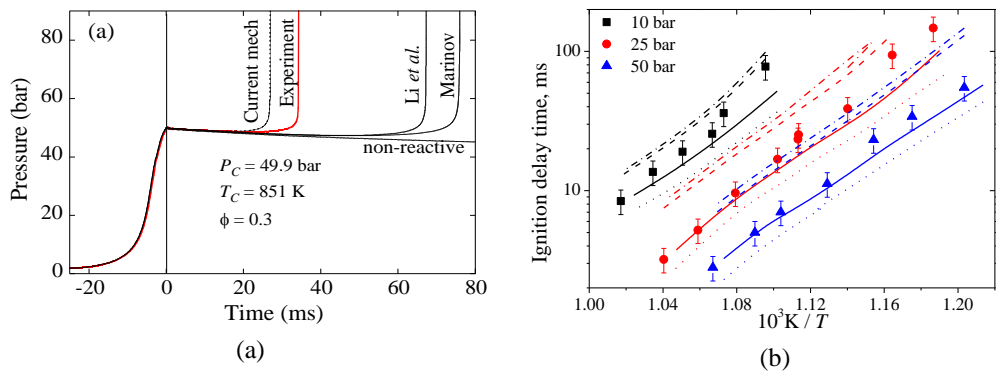 (a)
90
80
60
40
20
0
Pressure (bar)
Current mech
Experiment
Li et al.
Marinov
non-reactive
P_C = 49.9 bar
T_C = 851 K
ϕ = 0.3
-20 0 20 40 60 80
Time (ms)
(a)
10 bar
25 bar
50 bar
100
10
Ignition delay time, ms
1.00 1.04 1.08 1.12 1.16 1.20
10³K / T
(b)